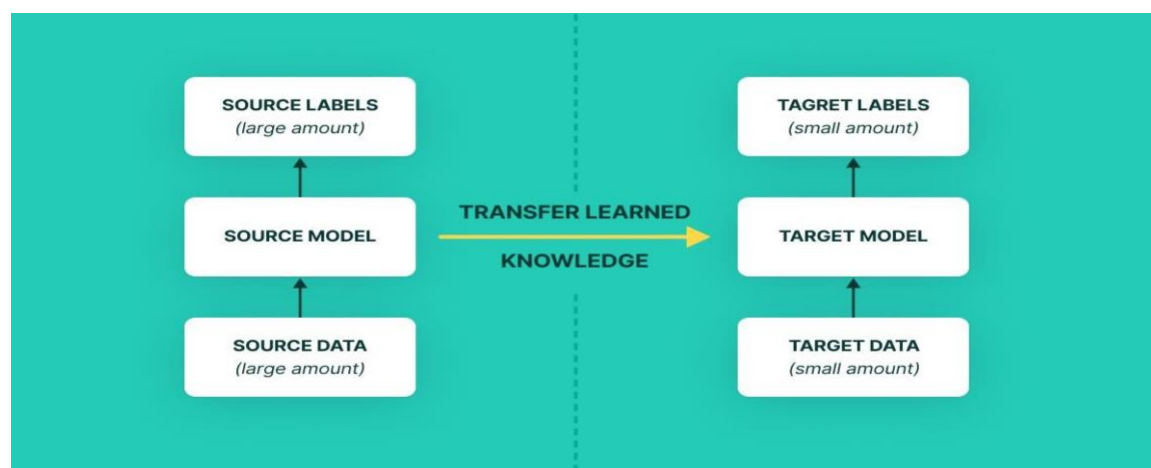 SOURCE LABELS
(large amount)
SOURCE MODEL
SOURCE DATA
(large amount)
TRANSFER LEARNED
KNOWLEDGE
TAGRET LABELS
(small amount)
TARGET MODEL
TARGET DATA
(small amount)